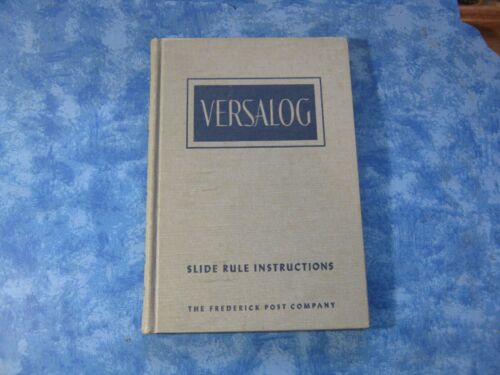 VERSALOG
SLIDE RULE INSTRUCTIONS
THE FREDERICK POST COMPANY